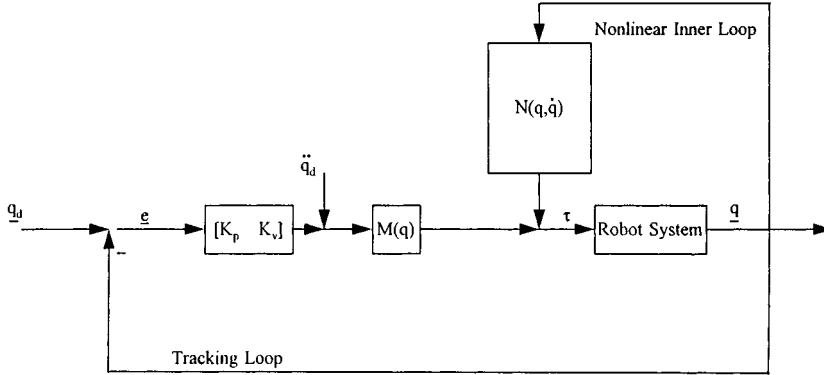 Nonlinear Inner Loop
N(q,q̇)
q̈_d
q_d
e
[K_p K_v]
M(q)
τ
Robot System
q
−
Tracking Loop